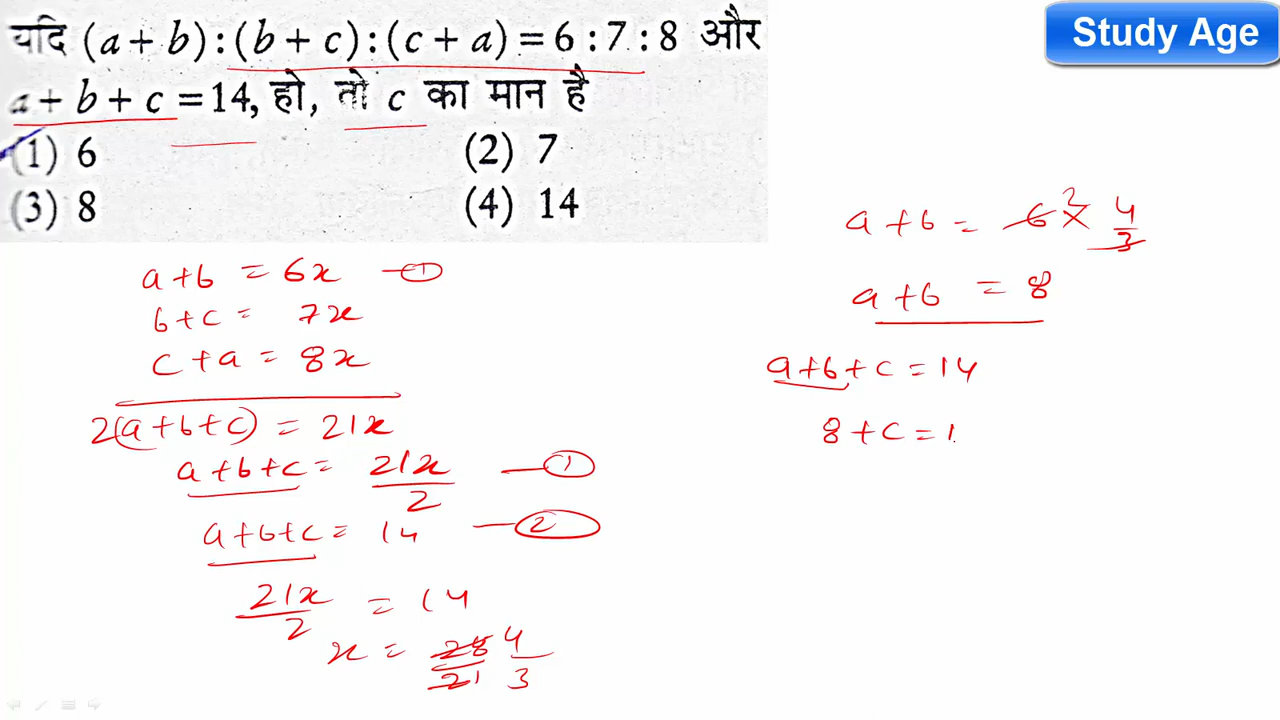 यदि (a + b) : (b + c) : (c + a) = 6 : 7 : 8 और
a + b + c = 14, हो, तो c का मान है
(1) 6 (2) 7
(3) 8 (4) 14
Study Age
a + b = 6x —①
b + c = 7x
c + a = 8x
2(a + b + c) = 21x
a + b + c = 21x/2 —①
a + b + c = 14 —②
21x/2 = 14
x = 28/21 4/3
a + b = 6 2 × 4/3
a + b = 8
a + b + c = 14
8 + c = 1